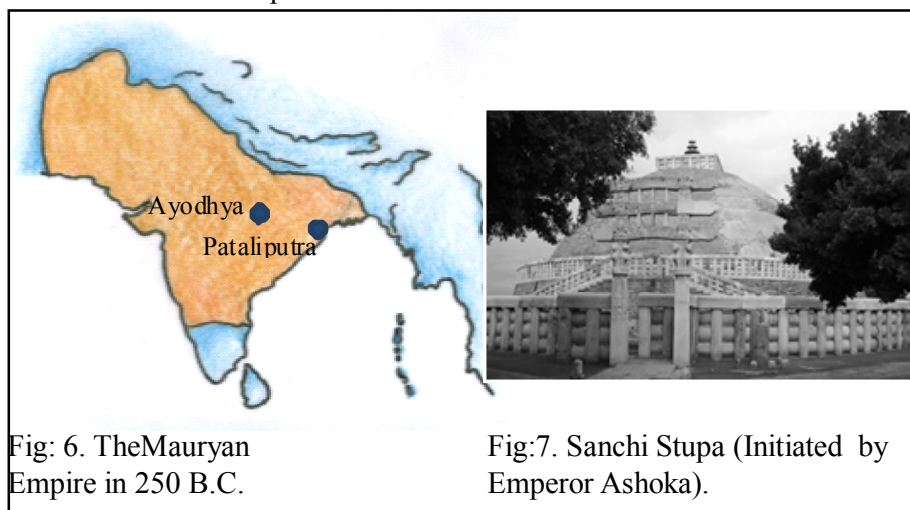 Ayodhya
Pataliputra
Fig: 6. TheMauryan
Empire in 250 B.C.
Fig:7. Sanchi Stupa (Initiated by
Emperor Ashoka).